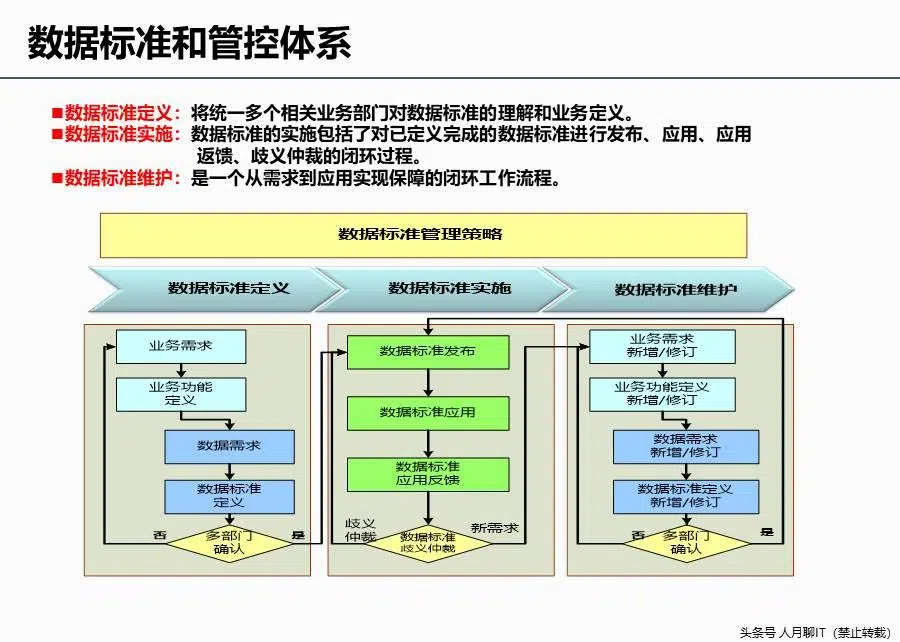 数据标准和管控体系
■数据标准定义：将统一多个相关业务部门对数据标准的理解和业务定义。
■数据标准实施：数据标准的实施包括了对已定义完成的数据标准进行发布、应用、应用
返馈、歧义仲裁的闭环过程。
■数据标准维护：是一个从需求到应用实现保障的闭环工作流程。
数据标准管理策略
数据标准定义
数据标准实施
数据标准维护
业务需求
业务功能
定义
数据需求
数据标准
定义
否
多部门
确认
是
数据标准发布
数据标准应用
数据标准
应用反馈
歧义
仲裁
数据标准
歧义仲裁
新需求
业务需求
新增/修订
业务功能定义
新增/修订
数据需求
新增/修订
数据标准定义
新增/修订
否
多部门
确认
是
头条号 人月聊IT（禁止转载）